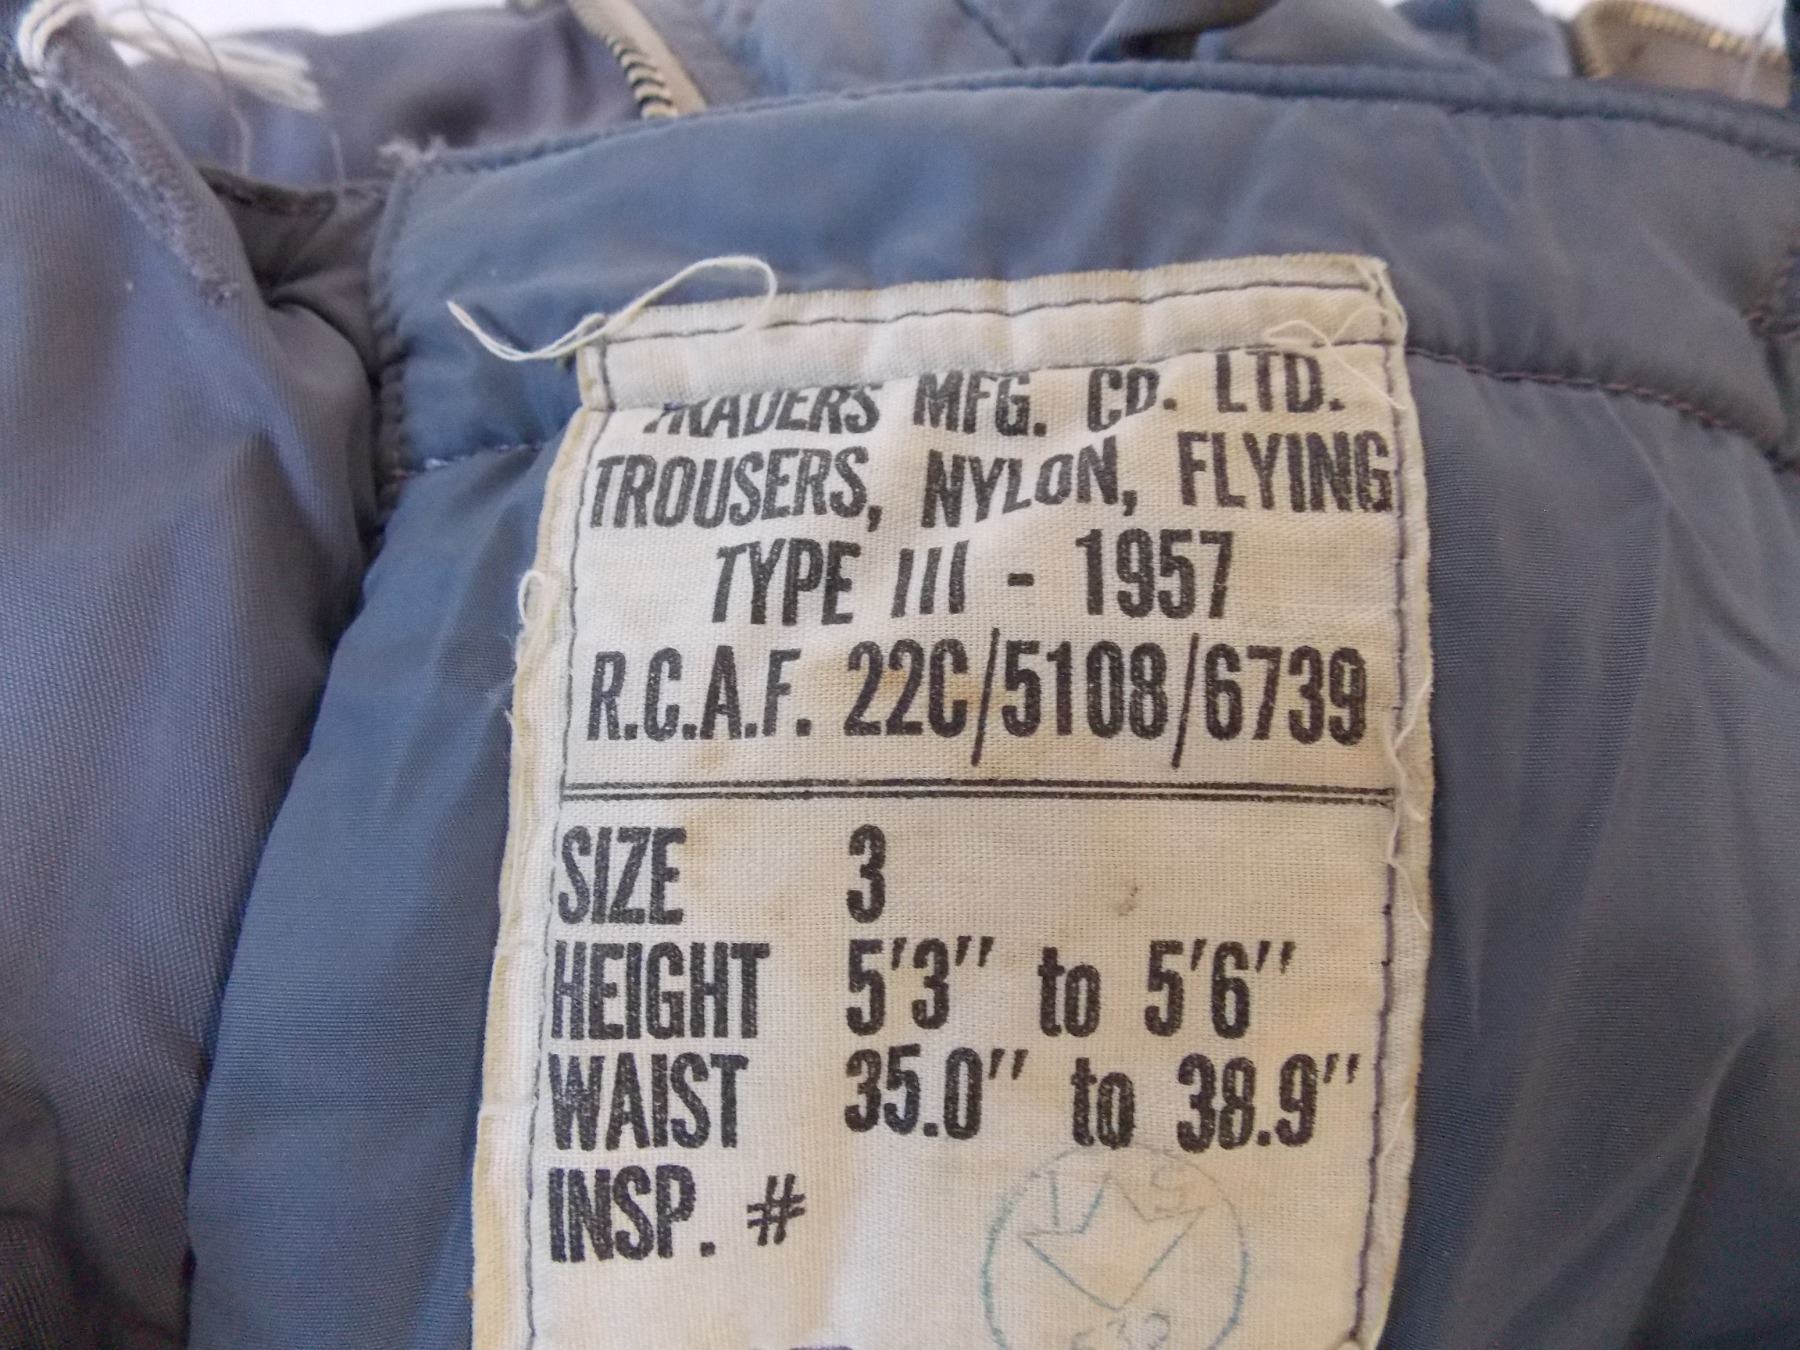 TRADERS MFG. CO. LTD.
TROUSERS, NYLON, FLYING
TYPE III - 1957
R.C.A.F. 22C/5108/6739
SIZE 3
HEIGHT 5'3" to 5'6"
WAIST 35.0" to 38.9"
INSP. #